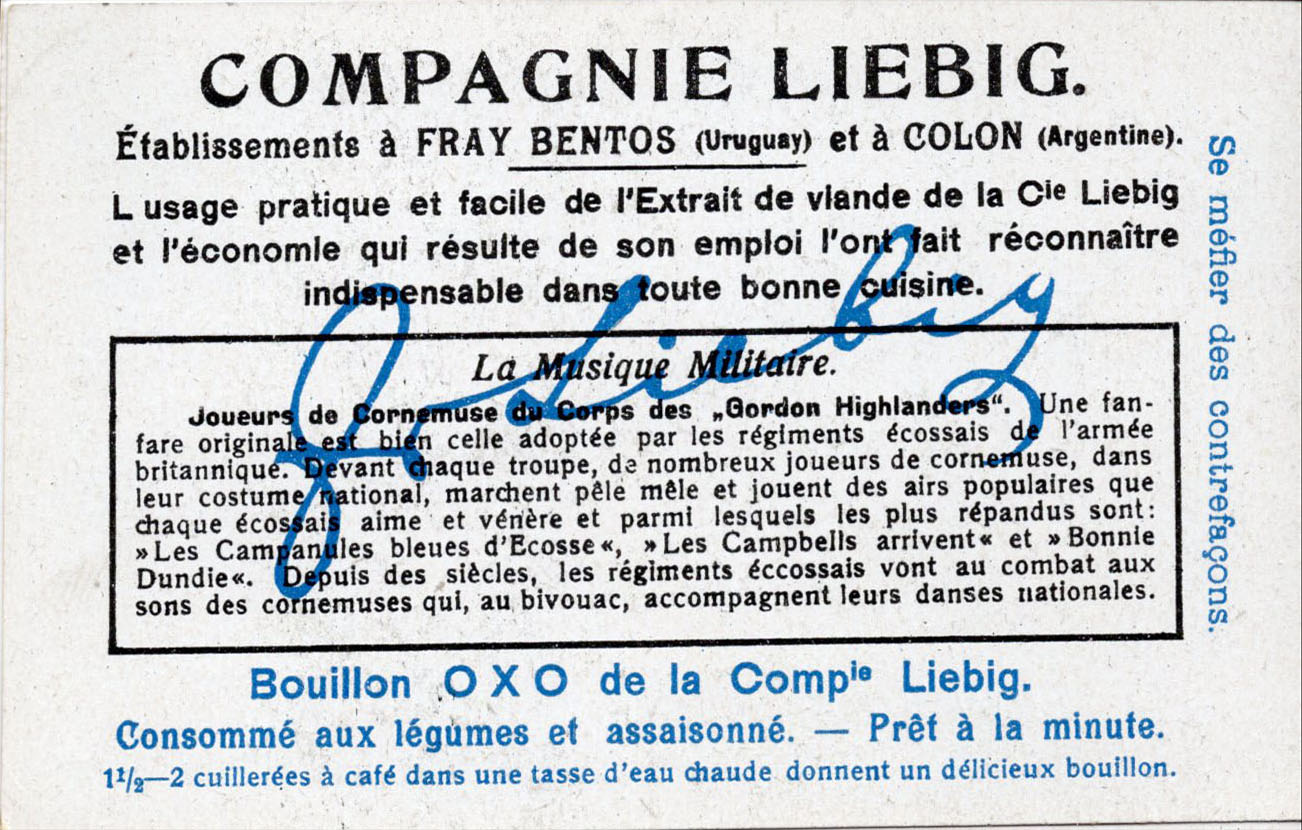 COMPAGNIE LIEBIG.
Établissements à FRAY BENTOS (Uruguay) et à COLON (Argentine).
L usage pratique et facile de l'Extrait de viande de la Cie Liebig
et l'économie qui résulte de son emploi l'ont fait réconnaître
indispensable dans toute bonne cuisine.
La Musique Militaire.
Joueurs de Cornemuse du Corps des „Gordon Highlanders“. Une fan-
fare originale est bien celle adoptée par les régiments écossais de l'armée
britannique. Devant chaque troupe, de nombreux joueurs de cornemuse, dans
leur costume national, marchent pêle mêle et jouent des airs populaires que
chaque écossais aime et vénère et parmi lesquels les plus répandus sont:
»Les Campanules bleues d'Ecosse«, »Les Campbells arrivent« et »Bonnie
Dundie«. Depuis des siècles, les régiments éccossais vont au combat aux
sons des cornemuses qui, au bivouac, accompagnent leurs danses nationales.
J v Liebig
Bouillon OXO de la Compie Liebig.
Consommé aux légumes et assaisonné. — Prêt à la minute.
1½—2 cuillerées à café dans une tasse d'eau chaude donnent un délicieux bouillon.
Se méfier des contrefaçons.